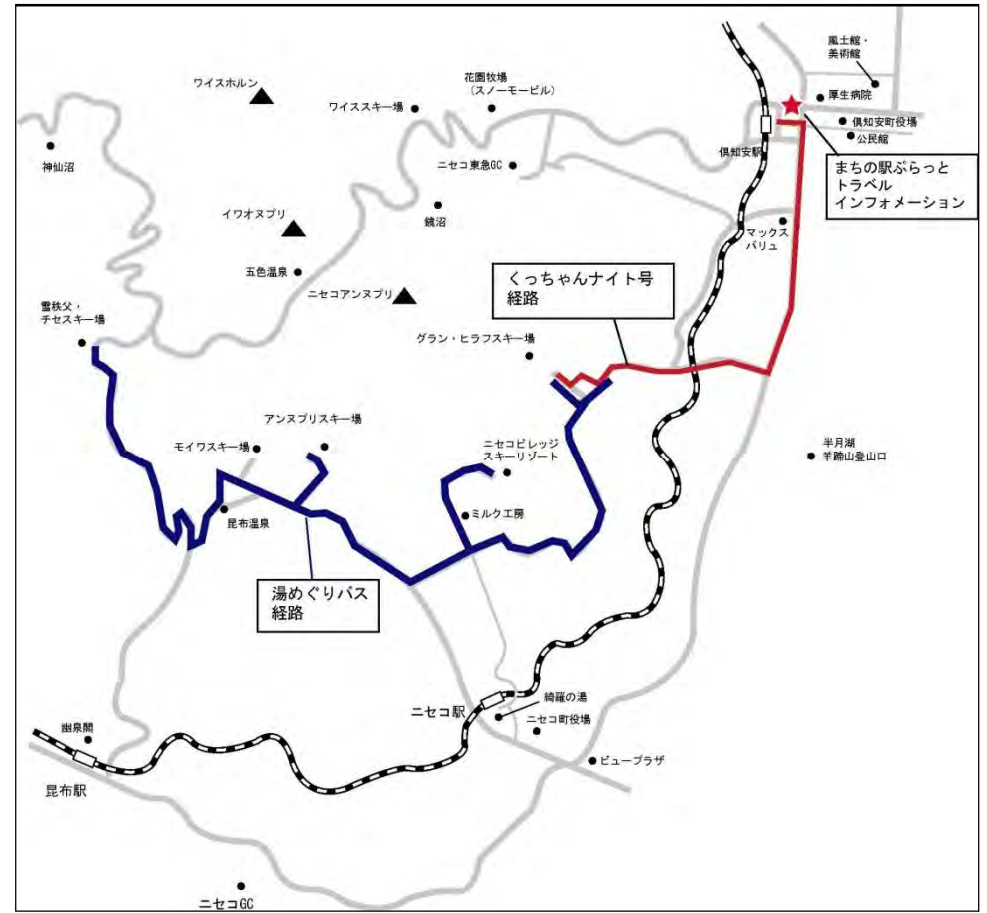 風土館・
美術館
ワイスホルン
花園牧場
(スノーモービル)
ワイススキー場
厚生病院
倶知安町役場
公民館
倶知安駅
神仙沼
ニセコ東急GC
まちの駅ぷらっと
トラベル
インフォメーション
イワオヌプリ
鏡沼
マックス
バリュ
五色温泉
くっちゃんナイト号
経路
ニセコアンヌプリ
雪秩父・
チセスキー場
グラン・ヒラフスキー場
アンヌプリスキー場
モイワスキー場
ニセコビレッジ
スキーリゾート
半月湖
羊蹄山登山口
ミルク工房
昆布温泉
湯めぐりバス
経路
綺羅の湯
ニセコ駅
ニセコ町役場
幽泉閣
ビュープラザ
昆布駅
ニセコGC